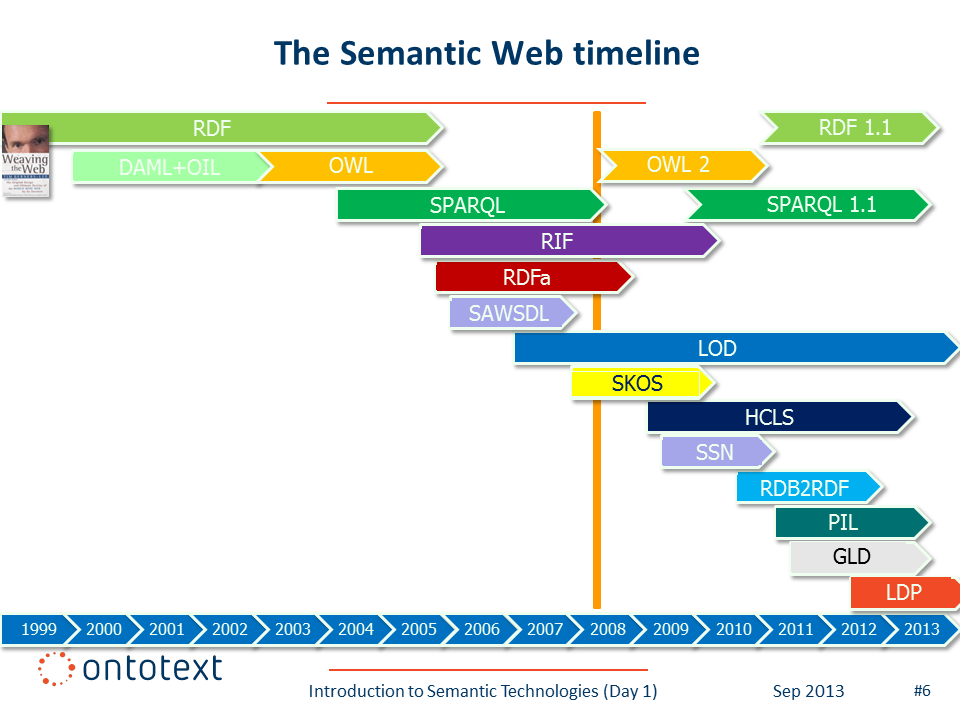 The Semantic Web timeline
RDF
RDF 1.1
Weaving
the Web
DAML+OIL
OWL
OWL 2
SPARQL
SPARQL 1.1
RIF
RDFa
SAWSDL
LOD
SKOS
HCLS
SSN
RDB2RDF
PIL
GLD
LDP
1999 2000 2001 2002 2003 2004 2005 2006 2007 2008 2009 2010 2011 2012 2013
ontotext
Introduction to Semantic Technologies (Day 1) Sep 2013 #6